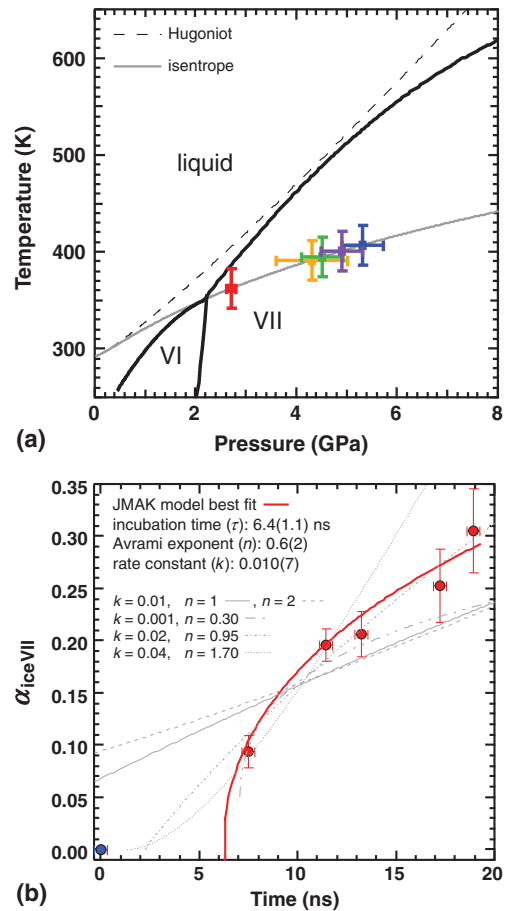 Hugoniot
isentrope
liquid
VI
VII
600
500
400
300
0
2
4
6
8
Temperature (K)
Pressure (GPa)
(a)
JMAK model best fit
incubation time (τ): 6.4(1.1) ns
Avrami exponent (n): 0.6(2)
rate constant (k): 0.010(7)
k = 0.01, n = 1 , n = 2
k = 0.001, n = 0.30
k = 0.02, n = 0.95
k = 0.04, n = 1.70
0.35
0.30
0.25
0.20
0.15
0.10
0.05
0.00
0
5
10
15
20
α iceVII
Time (ns)
(b)